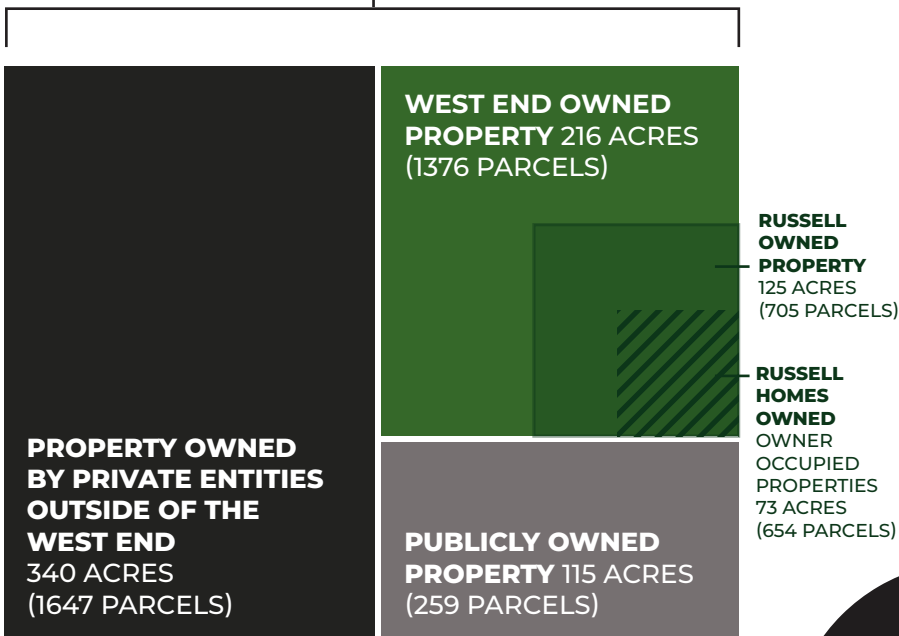 WEST END OWNED
PROPERTY 216 ACRES
(1376 PARCELS)
RUSSELL
OWNED
PROPERTY
125 ACRES
(705 PARCELS)
RUSSELL
HOMES
OWNED
OWNER
OCCUPIED
PROPERTIES
73 ACRES
(654 PARCELS)
PROPERTY OWNED
BY PRIVATE ENTITIES
OUTSIDE OF THE
WEST END
340 ACRES
(1647 PARCELS)
PUBLICLY OWNED
PROPERTY 115 ACRES
(259 PARCELS)